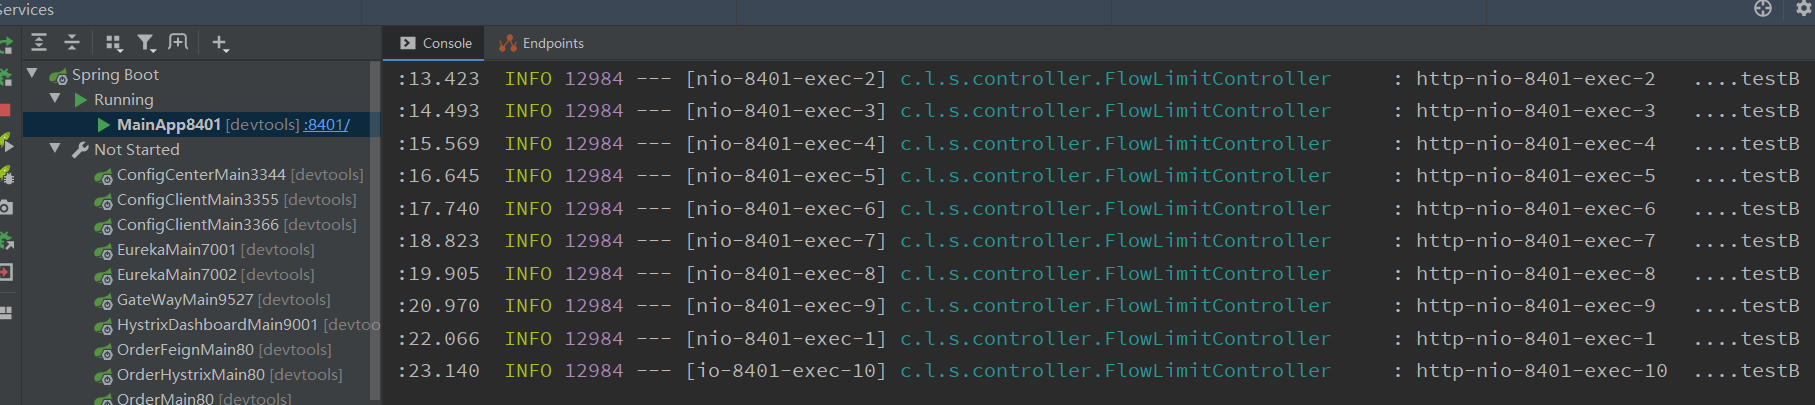 Services
Console
Endpoints
Spring Boot
Running
MainApp8401 [devtools] :8401/
Not Started
ConfigCenterMain3344 [devtools]
ConfigClientMain3355 [devtools]
ConfigClientMain3366 [devtools]
EurekaMain7001 [devtools]
EurekaMain7002 [devtools]
GateWayMain9527 [devtools]
HystrixDashboardMain9001 [devtoo
OrderFeignMain80 [devtools]
OrderHystrixMain80 [devtools]
OrderMain80 [devtools]
:13.423 INFO 12984 --- [nio-8401-exec-2] c.l.s.controller.FlowLimitController : http-nio-8401-exec-2 ....testB
:14.493 INFO 12984 --- [nio-8401-exec-3] c.l.s.controller.FlowLimitController : http-nio-8401-exec-3 ....testB
:15.569 INFO 12984 --- [nio-8401-exec-4] c.l.s.controller.FlowLimitController : http-nio-8401-exec-4 ....testB
:16.645 INFO 12984 --- [nio-8401-exec-5] c.l.s.controller.FlowLimitController : http-nio-8401-exec-5 ....testB
:17.740 INFO 12984 --- [nio-8401-exec-6] c.l.s.controller.FlowLimitController : http-nio-8401-exec-6 ....testB
:18.823 INFO 12984 --- [nio-8401-exec-7] c.l.s.controller.FlowLimitController : http-nio-8401-exec-7 ....testB
:19.905 INFO 12984 --- [nio-8401-exec-8] c.l.s.controller.FlowLimitController : http-nio-8401-exec-8 ....testB
:20.970 INFO 12984 --- [nio-8401-exec-9] c.l.s.controller.FlowLimitController : http-nio-8401-exec-9 ....testB
:22.066 INFO 12984 --- [nio-8401-exec-1] c.l.s.controller.FlowLimitController : http-nio-8401-exec-1 ....testB
:23.140 INFO 12984 --- [io-8401-exec-10] c.l.s.controller.FlowLimitController : http-nio-8401-exec-10 ....testB